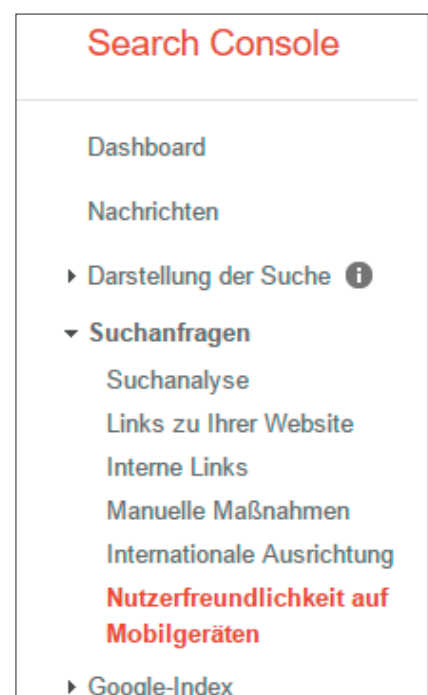 Search Console
Dashboard
Nachrichten
Darstellung der Suche
Suchanfragen
Suchanalyse
Links zu Ihrer Website
Interne Links
Manuelle Maßnahmen
Internationale Ausrichtung
Nutzerfreundlichkeit auf
Mobilgeräten
Google-Index